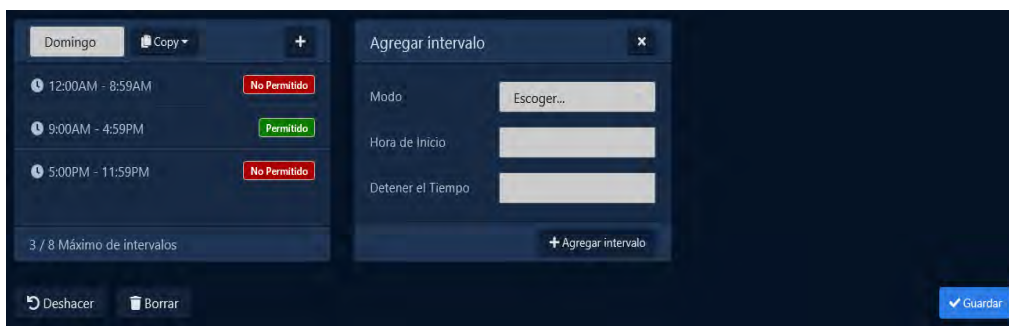 Domingo Copy +
12:00AM - 8:59AM No Permitido
9:00AM - 4:59PM Permitido
5:00PM - 11:59PM No Permitido
3 / 8 Máximo de intervalos
Agregar intervalo ×
Modo Escoger...
Hora de Inicio
Detener el Tiempo
+ Agregar intervalo
Deshacer Borrar Guardar